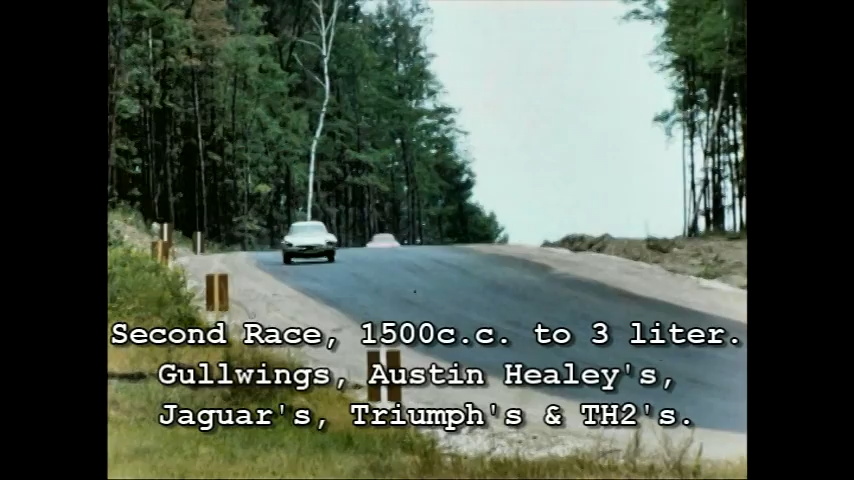 Second Race, 1500c.c. to 3 liter.
Gullwings, Austin Healey's,
Jaguar's, Triumph's & TH2's.